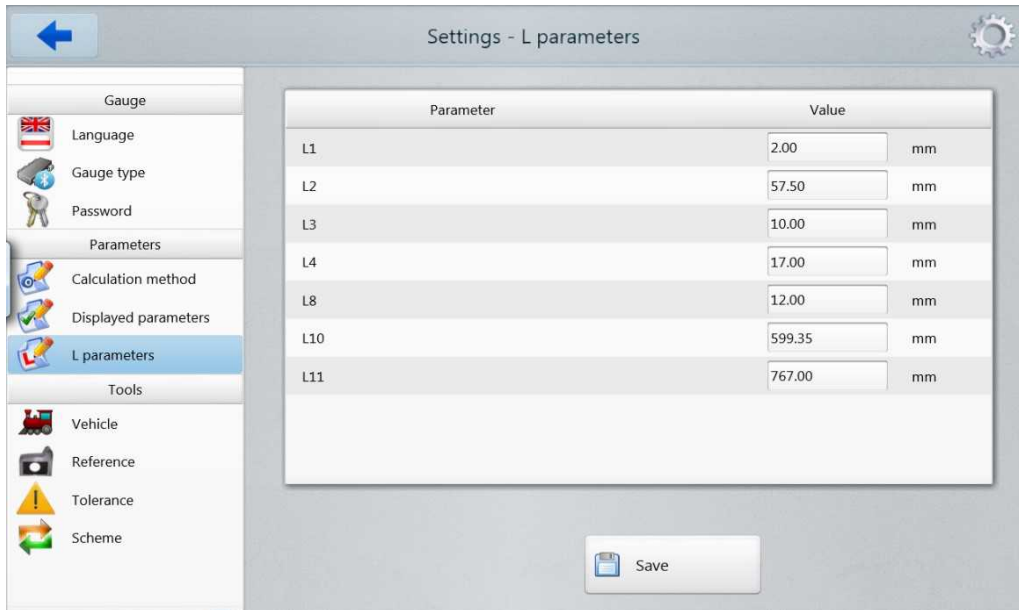 Settings - L parameters
Gauge
Language
Gauge type
Password
Parameters
Calculation method
Displayed parameters
L parameters
Tools
Vehicle
Reference
Tolerance
Scheme
Parameter Value
L1 2.00 mm
L2 57.50 mm
L3 10.00 mm
L4 17.00 mm
L8 12.00 mm
L10 599.35 mm
L11 767.00 mm
Save